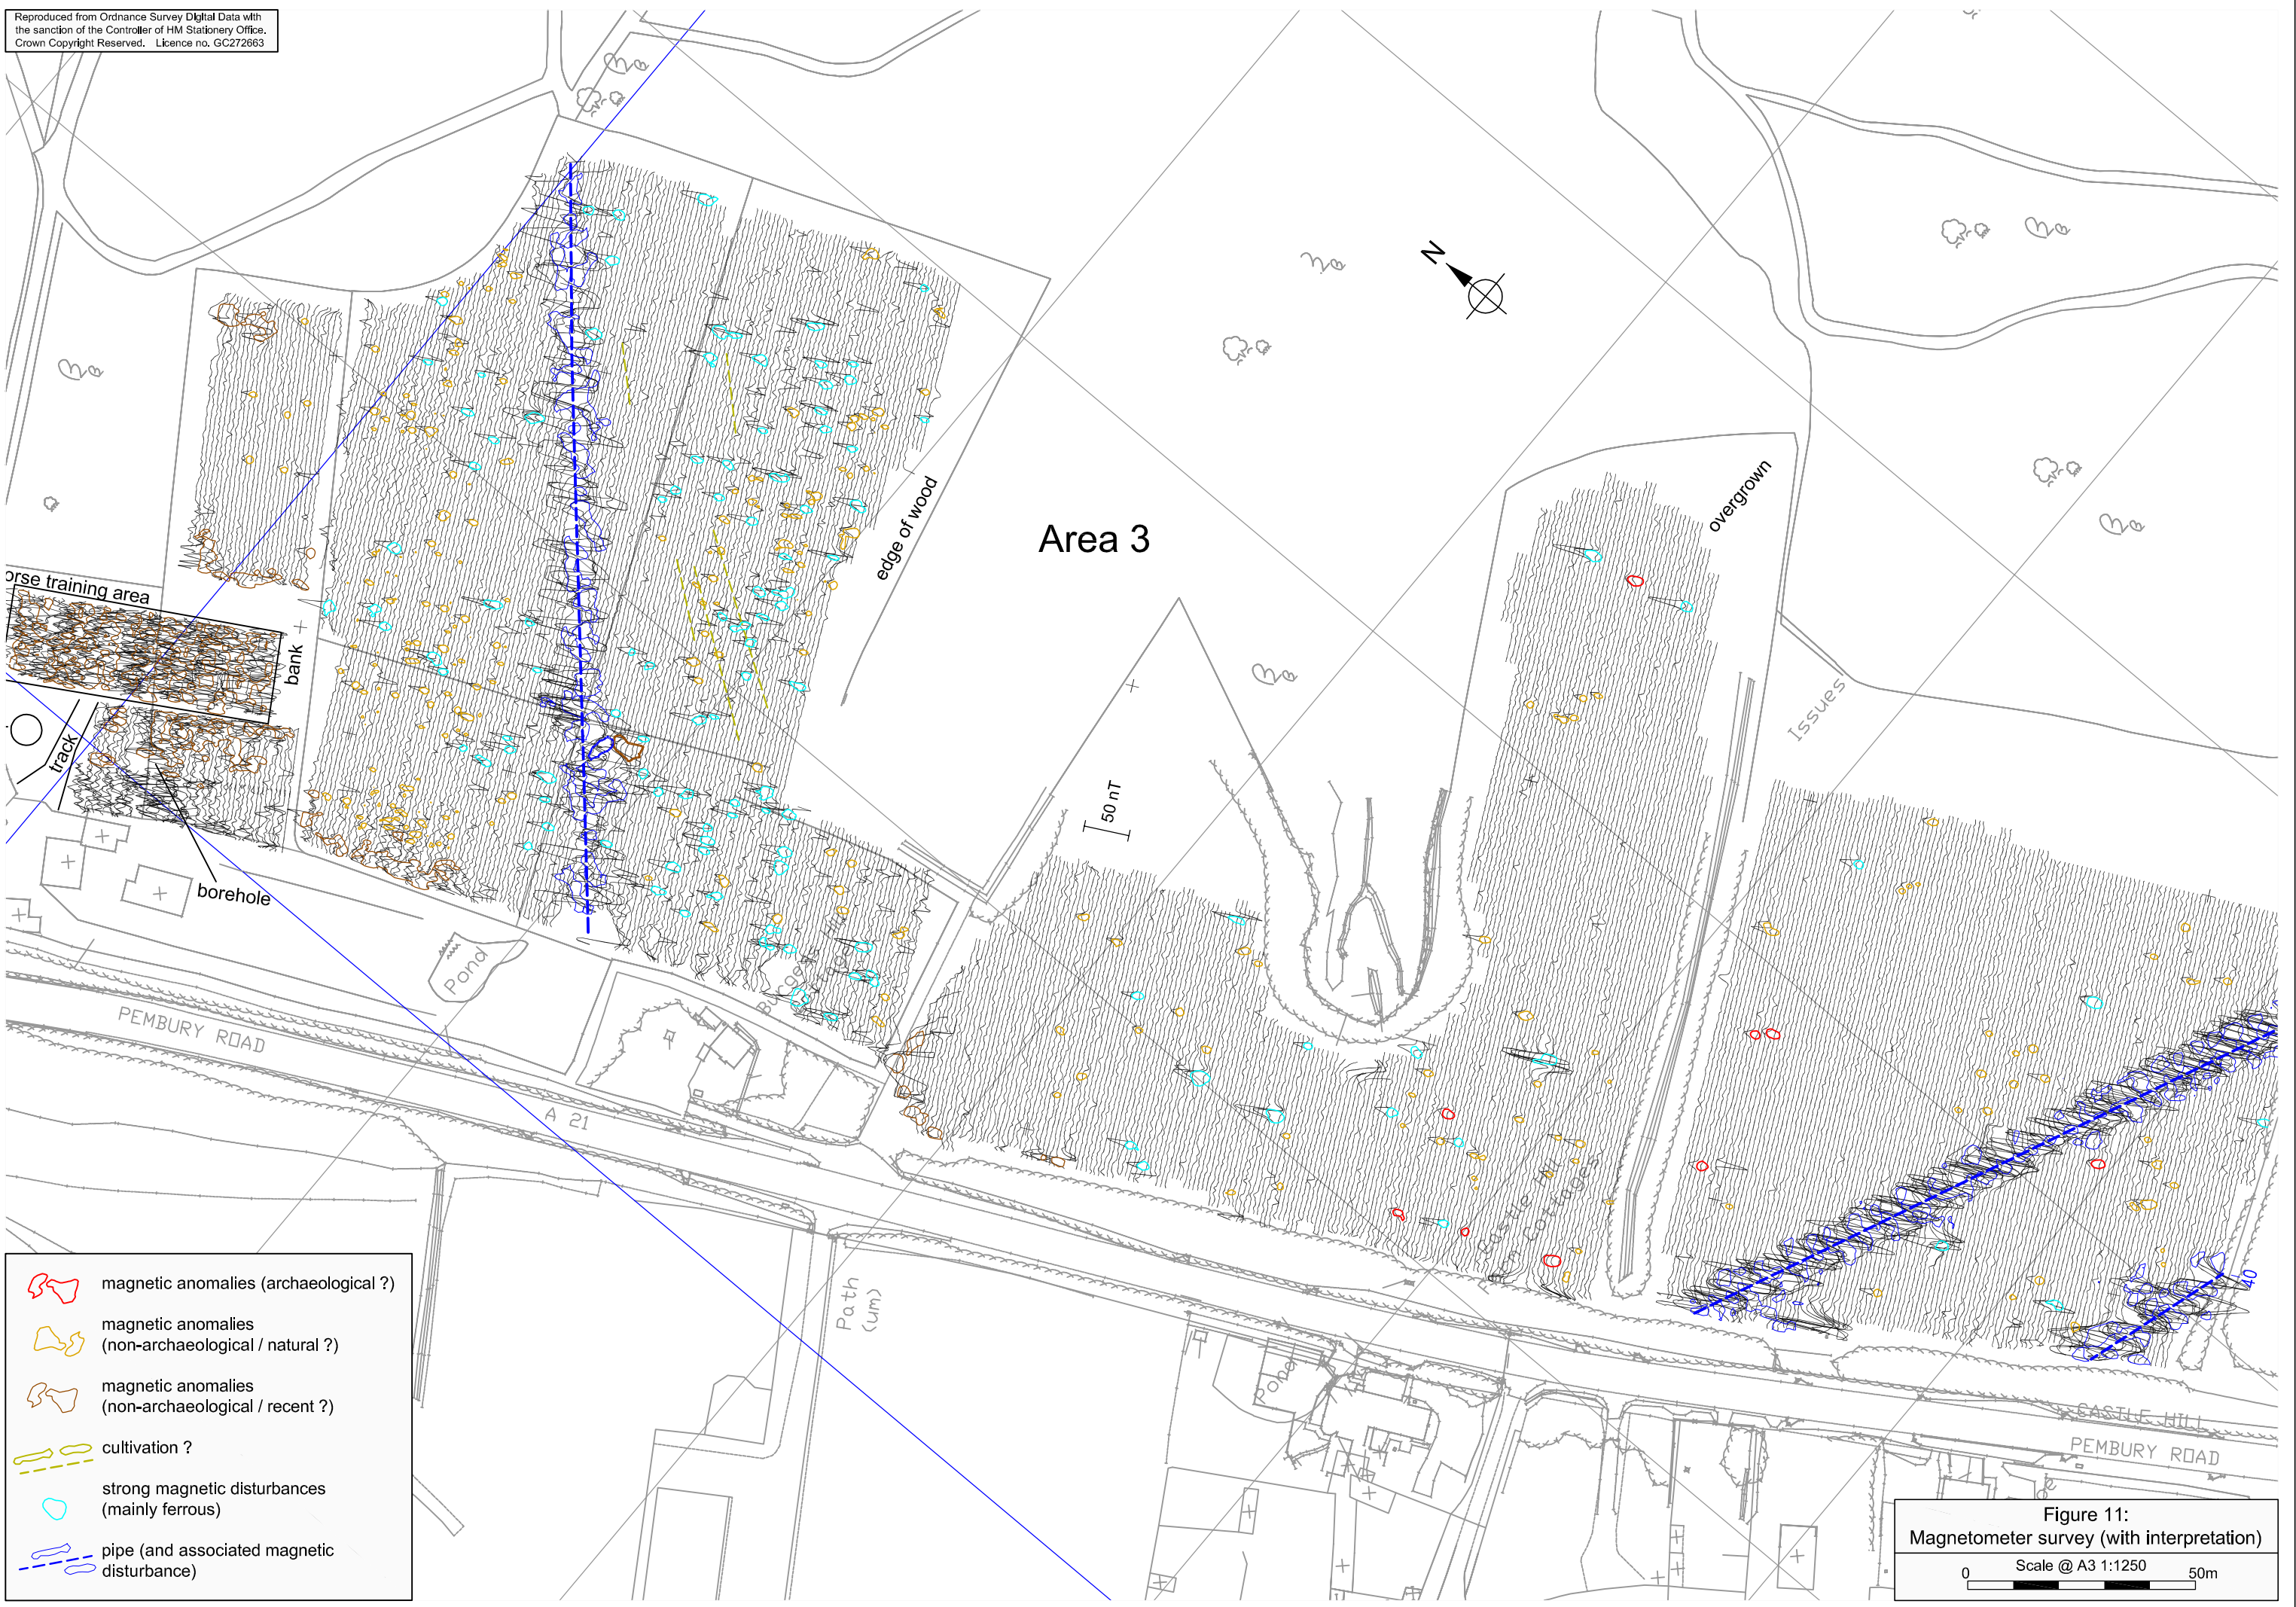 Reproduced from Ordnance Survey Digital Data with
the sanction of the Controller of HM Stationery Office.
Crown Copyright Reserved. Licence no. GC272663
N
Area 3
edge of wood
overgrown
orse training area
bank
track
borehole
50 nT
Issues
Pond
PEMBURY ROAD
A 21
Path
(um)
Pond
Castle Hill
Farm Cottages
40
CASTLE HILL
PEMBURY ROAD
magnetic anomalies (archaeological ?)
magnetic anomalies
(non-archaeological / natural ?)
magnetic anomalies
(non-archaeological / recent ?)
cultivation ?
strong magnetic disturbances
(mainly ferrous)
pipe (and associated magnetic
disturbance)
Figure 11:
Magnetometer survey (with interpretation)
Scale @ A3 1:1250
0 50m